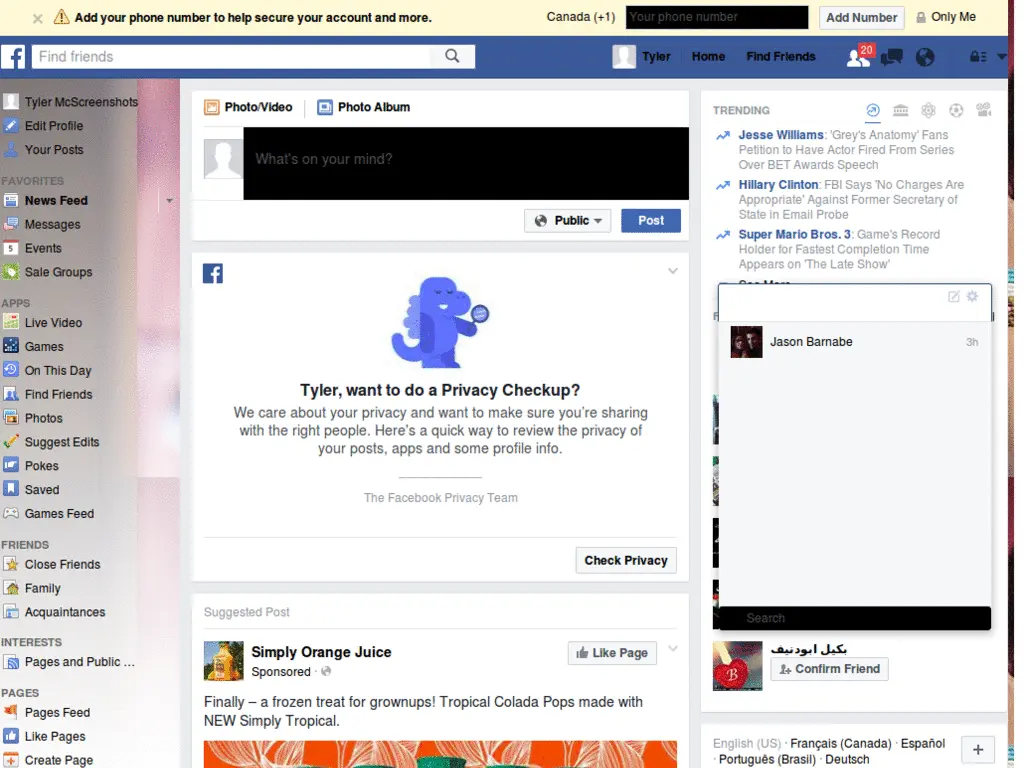 Add your phone number to help secure your account and more.
Canada (+1)
Your phone number
Add Number
Only Me
Find friends
Tyler
Home
Find Friends
20
Tyler McScreenshots
Edit Profile
Your Posts
FAVORITES
News Feed
Messages
Events
Sale Groups
APPS
Live Video
Games
On This Day
Find Friends
Photos
Suggest Edits
Pokes
Saved
Games Feed
FRIENDS
Close Friends
Family
Acquaintances
INTERESTS
Pages and Public ...
PAGES
Pages Feed
Like Pages
Create Page
Photo/Video
Photo Album
What's on your mind?
Public
Post
Tyler, want to do a Privacy Checkup?
We care about your privacy and want to make sure you're sharing
with the right people. Here's a quick way to review the privacy of
your posts, apps and some profile info.
The Facebook Privacy Team
Check Privacy
Suggested Post
Simply Orange Juice
Sponsored ·
Like Page
Finally – a frozen treat for grownups! Tropical Colada Pops made with
NEW Simply Tropical.
TRENDING
Jesse Williams: 'Grey's Anatomy' Fans
Petition to Have Actor Fired From Series
Over BET Awards Speech
Hillary Clinton: FBI Says 'No Charges Are
Appropriate' Against Former Secretary of
State in Email Probe
Super Mario Bros. 3: Game's Record
Holder for Fastest Completion Time
Appears on 'The Late Show'
See More
Jason Barnabe
3h
Search
بكيل ابودنيف
Confirm Friend
English (US) · Français (Canada) · Español
· Português (Brasil) · Deutsch